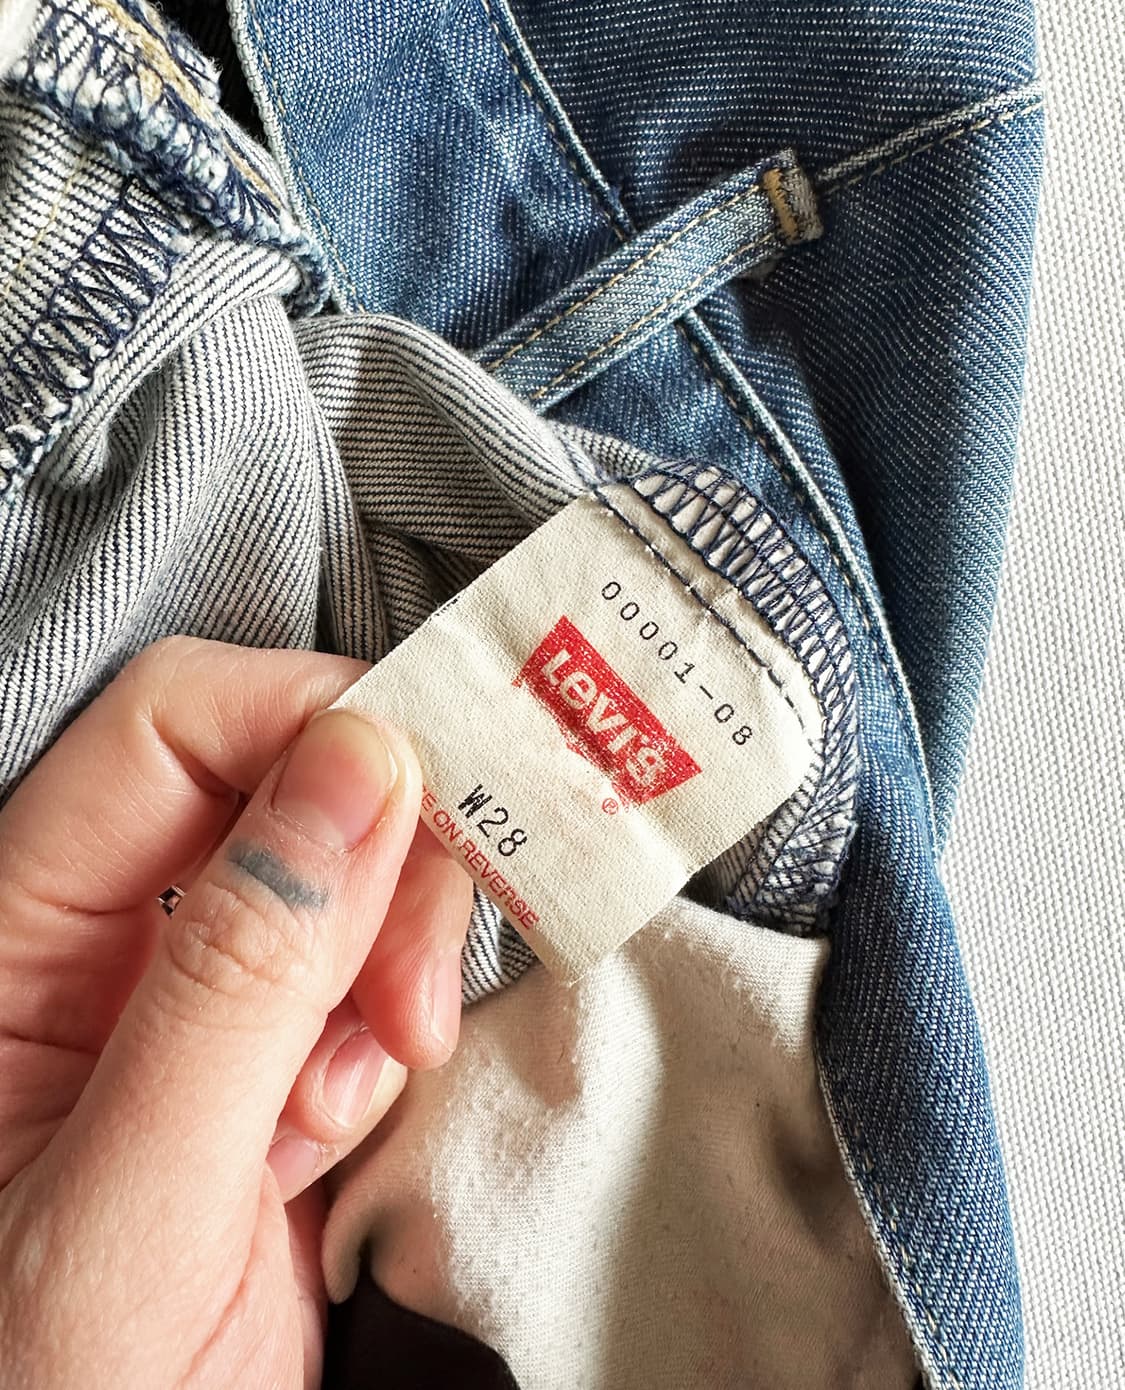 00001-08
Levi's
®
W28
ON REVERSE